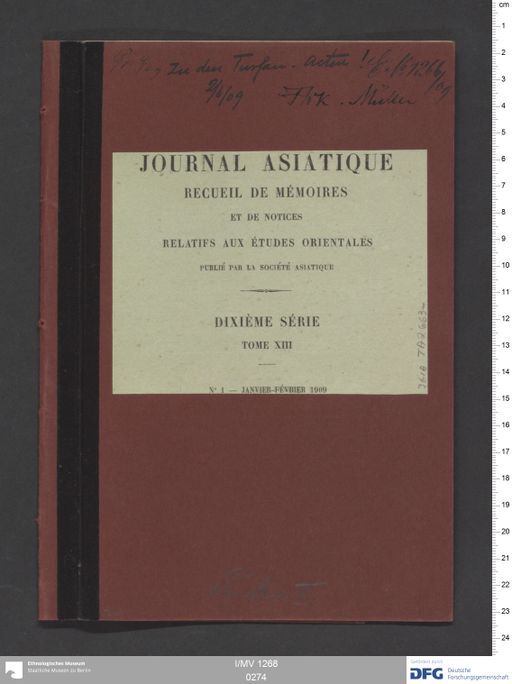 zu den Turfan-Acten!
9/6/09 FWK. Müller
JOURNAL ASIATIQUE
RECUEIL DE MÉMOIRES
ET DE NOTICES
RELATIFS AUX ÉTUDES ORIENTALES
PUBLIÉ PAR LA SOCIÉTÉ ASIATIQUE
DIXIÈME SÉRIE
TOME XIII
N° 1 — JANVIER-FÉVRIER 1909
cm
1
2
3
4
5
6
7
8
9
10
11
12
13
14
15
16
17
18
19
20
21
22
23
24
Ethnologisches Museum
Staatliche Museen zu Berlin
I/MV 1268
0274
Gefördert durch
DFG Deutsche
Forschungsgemeinschaft